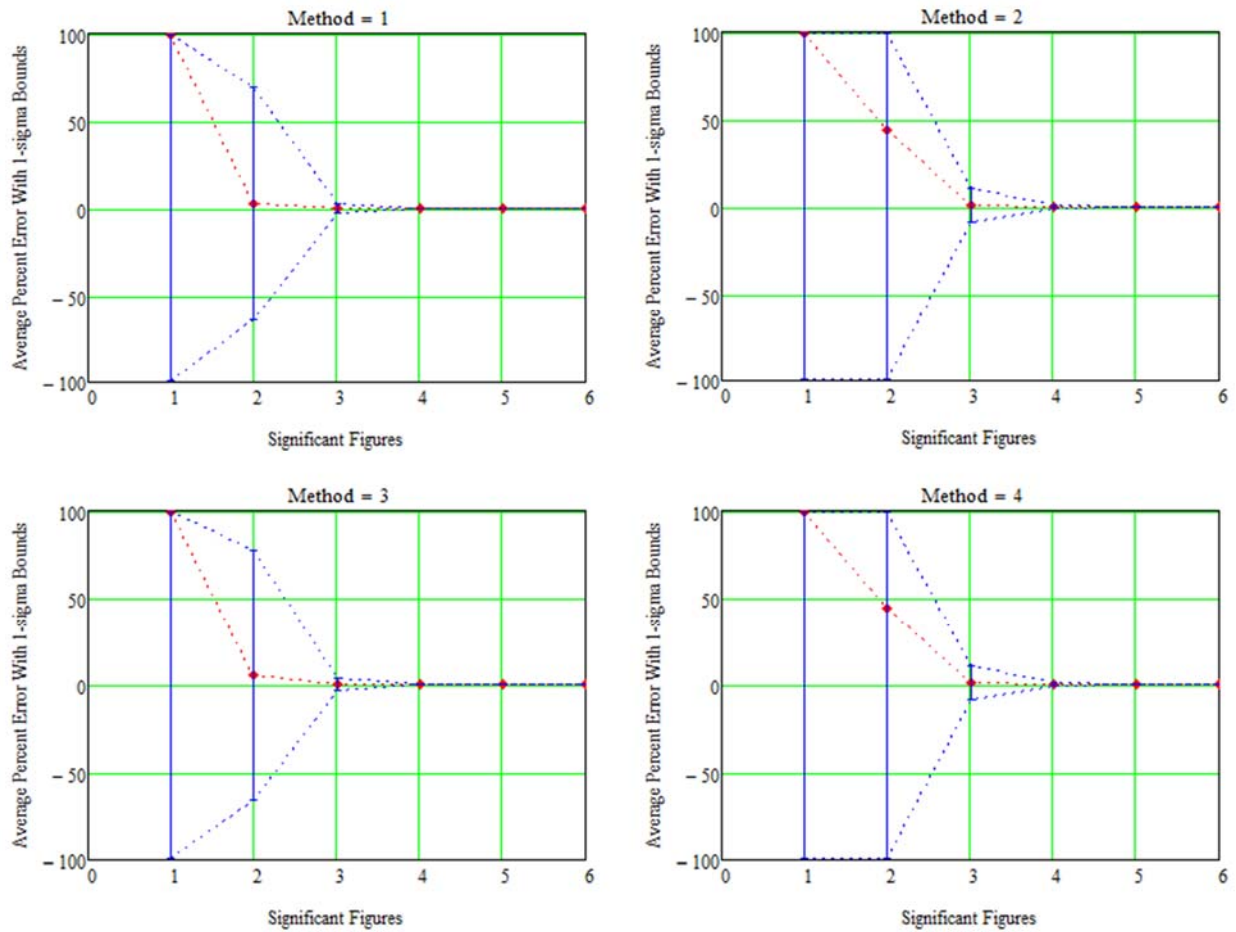 Method = 1
Average Percent Error With 1-sigma Bounds
100
50
0
– 50
– 100
0 1 2 3 4 5 6
Significant Figures
Method = 2
Average Percent Error With 1-sigma Bounds
100
50
0
– 50
– 100
0 1 2 3 4 5 6
Significant Figures
Method = 3
Average Percent Error With 1-sigma Bounds
100
50
0
– 50
– 100
0 1 2 3 4 5 6
Significant Figures
Method = 4
Average Percent Error With 1-sigma Bounds
100
50
0
– 50
– 100
0 1 2 3 4 5 6
Significant Figures